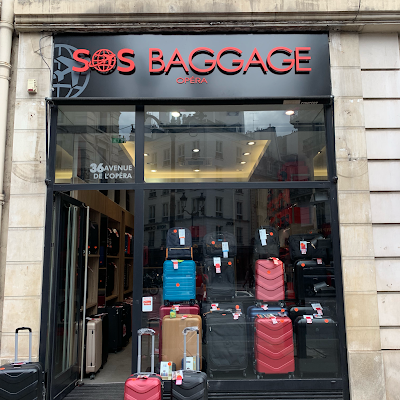 SOS BAGGAGE
OPÉRA
36 AVENUE
DE L'OPÉRA